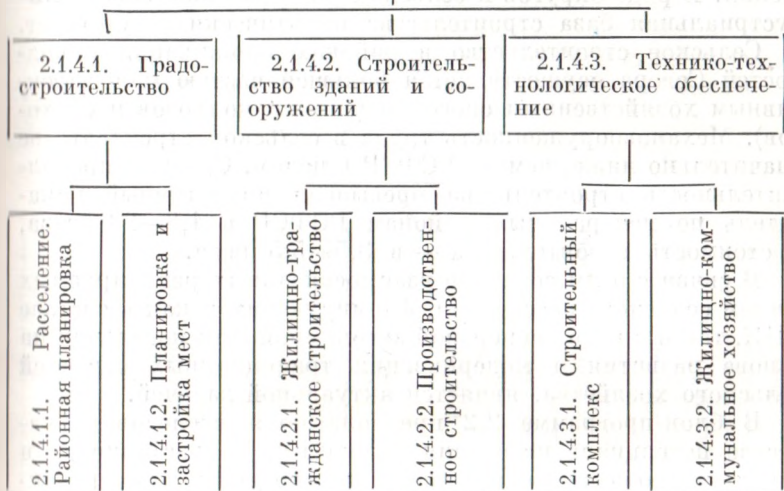 2.1.4.1. Градо-
строительство
2.1.4.2. Строитель-
ство зданий и со-
оружений
2.1.4.3. Технико-тех-
нологическое обеспече-
ние
2.1.4.1.1 Расселение.
Районная планировка
2.1.4.1.2. Планировка и
застройка мест
2.1.4.2.1. Жилищно-гра-
жданское строительство
2.1.4.2.2. Производствен-
ное строительство
2.1.4.3.1 Строительный
комплекс
2.1.4.3.2. Жилищно-ком-
мунаальное хозяйство